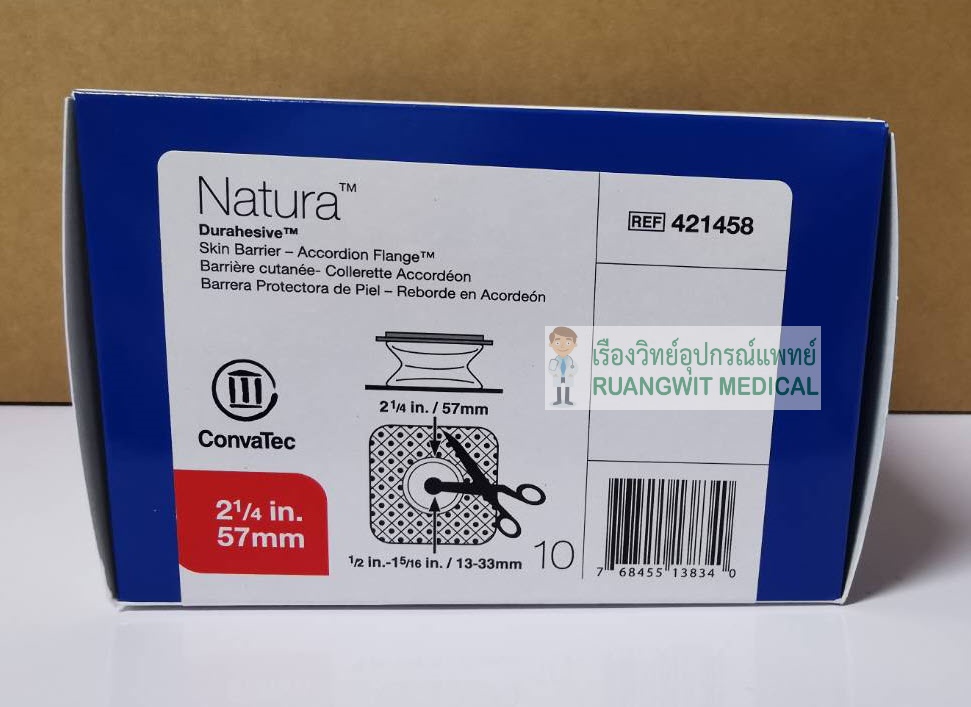 Natura™
Durahesive™
Skin Barrier – Accordion Flange™
Barrière cutanée- Collerette Accordéon
Barrera Protectora de Piel – Reborde en Acordeón
REF 421458
เรืองวิทย์อุปกรณ์แพทย์
RUANGWIT MEDICAL
ConvaTec
2 1/4 in. / 57mm
2 1/4 in.
57mm
1/2 in.-1 5/16 in. / 13-33mm
10
7 68455 13834 0